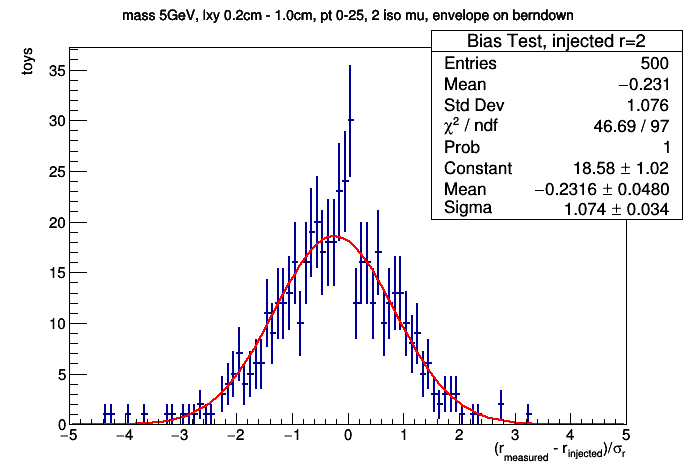 mass 5GeV, lxy 0.2cm - 1.0cm, pt 0-25, 2 iso mu, envelope on berndown
Bias Test, injected r=2
Entries 500
Mean −0.231
Std Dev 1.076
χ² / ndf 46.69 / 97
Prob 1
Constant 18.58 ± 1.02
Mean −0.2316 ± 0.0480
Sigma 1.074 ± 0.034
toys
35
30
25
20
15
10
5
0
−5 −4 −3 −2 −1 0 1 2 3 4 5
(r_measured - r_injected)/σ_r